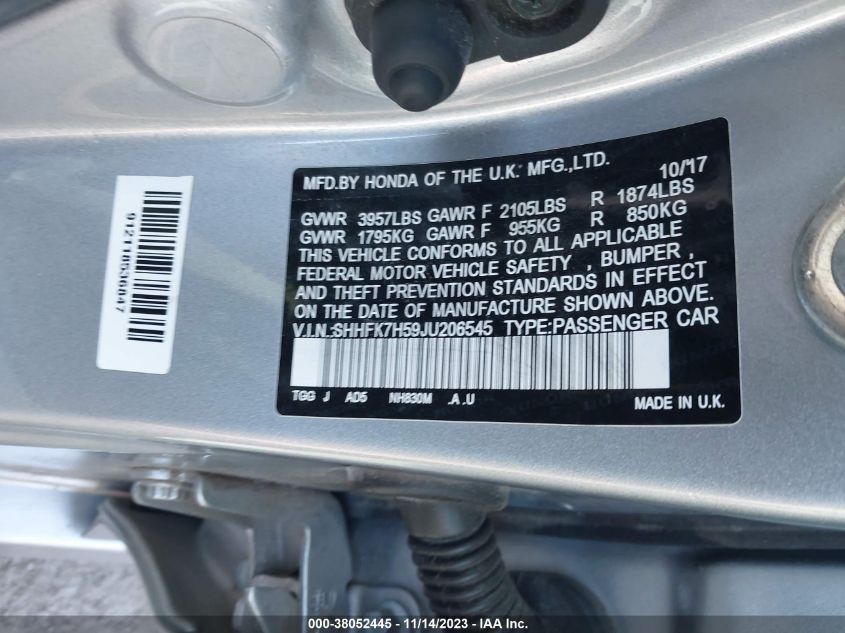 MFD.BY HONDA OF THE U.K. MFG.,LTD. 10/17
GVWR 3957LBS GAWR F 2105LBS R 1874LBS
GVWR 1795KG GAWR F 955KG R 850KG
THIS VEHICLE CONFORMS TO ALL APPLICABLE
FEDERAL MOTOR VEHICLE SAFETY , BUMPER,
AND THEFT PREVENTION STANDARDS IN EFFECT
ON THE DATE OF MANUFACTURE SHOWN ABOVE.
V.I.N.:SHHFK7H59JU206545 TYPE:PASSENGER CAR
TGG J AD5 NH830M .A .U MADE IN U.K.
912118536047
000-38052445 - 11/14/2023 - IAA Inc.